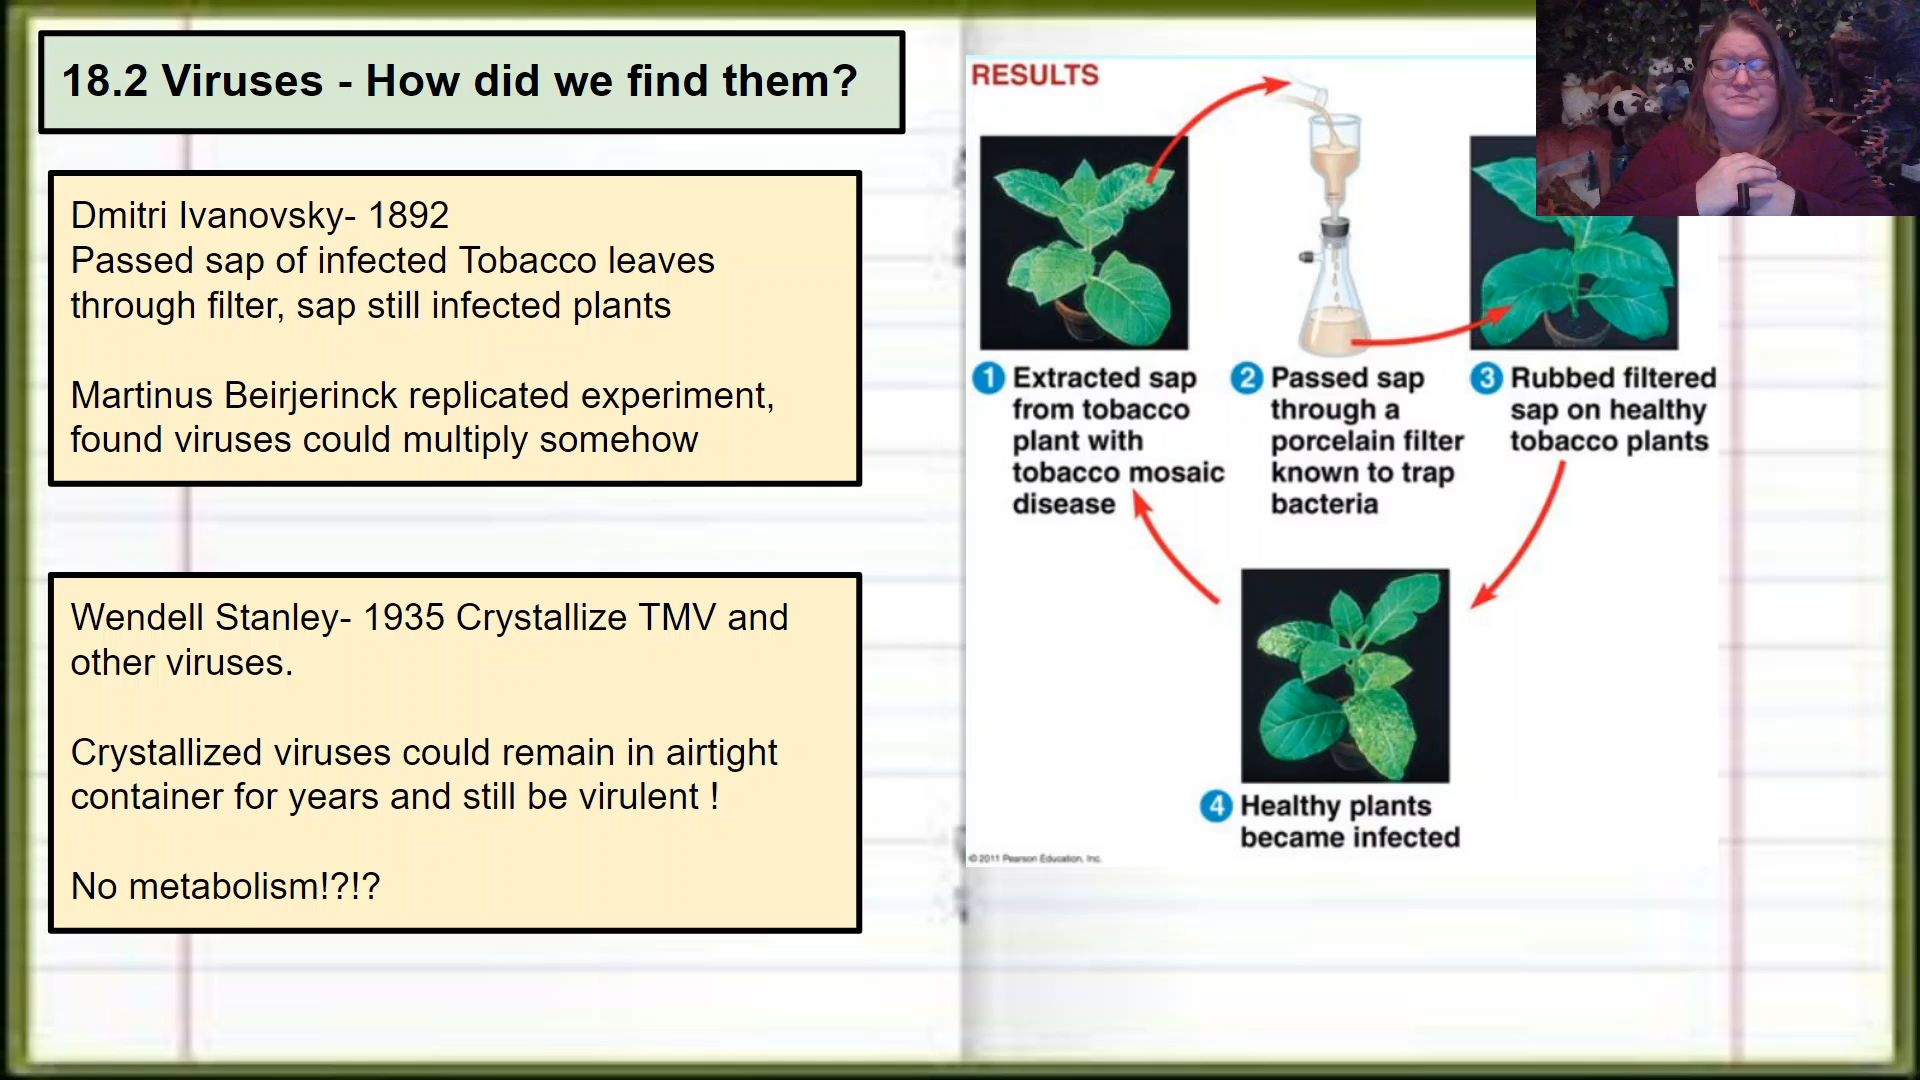 18.2 Viruses - How did we find them?
Dmitri Ivanovsky- 1892
Passed sap of infected Tobacco leaves
through filter, sap still infected plants
Martinus Beirjerinck replicated experiment,
found viruses could multiply somehow
Wendell Stanley- 1935 Crystallize TMV and
other viruses.
Crystallized viruses could remain in airtight
container for years and still be virulent !
No metabolism!?!?
RESULTS
1 Extracted sap
from tobacco
plant with
tobacco mosaic
disease
2 Passed sap
through a
porcelain filter
known to trap
bacteria
3 Rubbed filtered
sap on healthy
tobacco plants
4 Healthy plants
became infected
© 2011 Pearson Education, Inc.